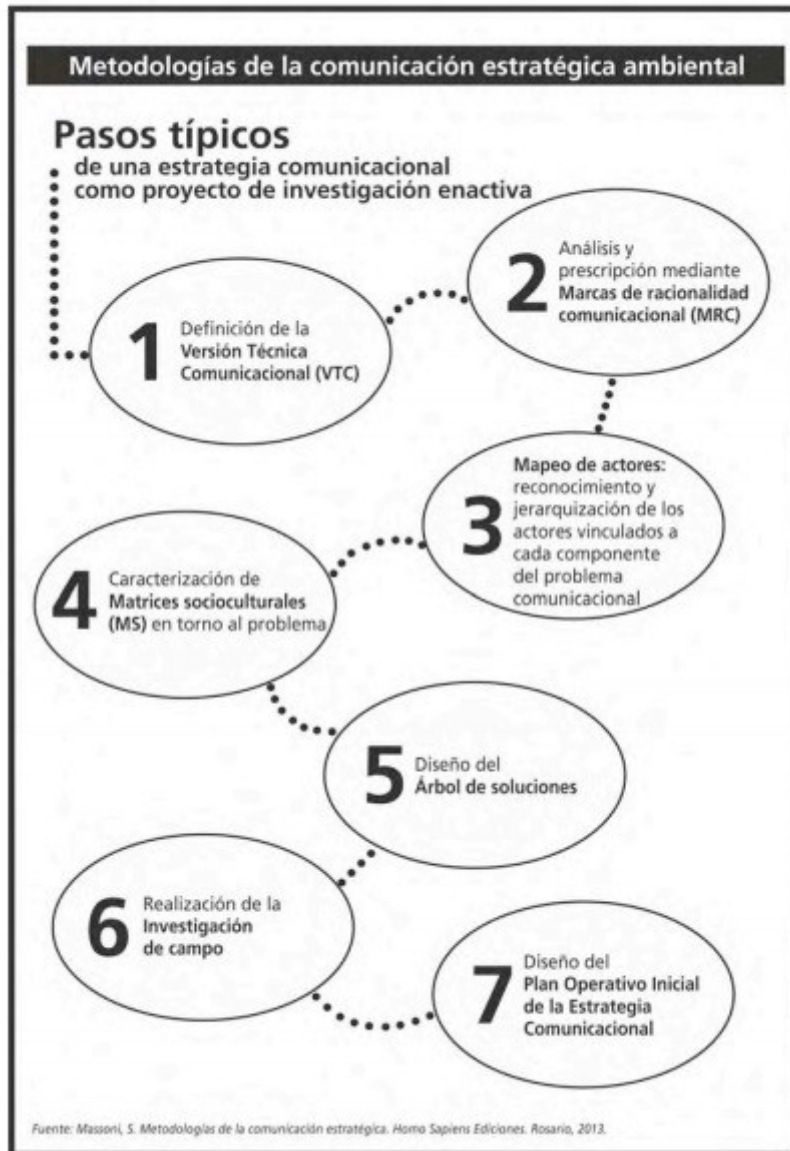 Metodologías de la comunicación estratégica ambiental
Pasos típicos
de una estrategia comunicacional
como proyecto de investigación enactiva
1
Definición de la
Versión Técnica
Comunicacional (VTC)
2
Análisis y
prescripción mediante
Marcas de racionalidad
comunicacional (MRC)
3
Mapeo de actores:
reconocimiento y
jerarquización de los
actores vinculados a
cada componente
del problema
comunicacional
4
Caracterización de
Matrices socioculturales
(MS) en torno al problema
5
Diseño del
Árbol de soluciones
6
Realización de la
Investigación
de campo
7
Diseño del
Plan Operativo Inicial
de la Estrategia
Comunicacional
Fuente: Massoni, S. Metodologías de la comunicación estratégica. Homo Sapiens Ediciones. Rosario, 2013.